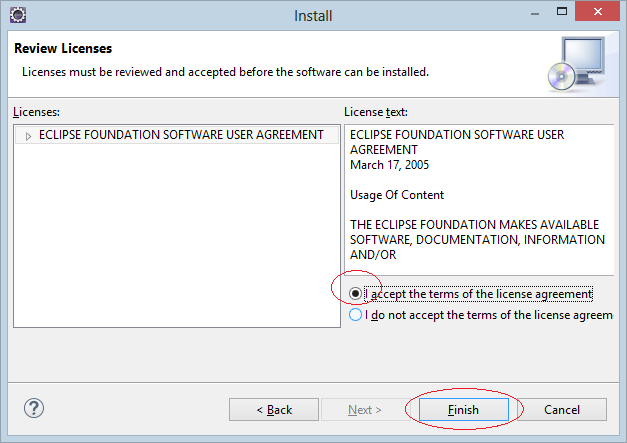 Install
Review Licenses
Licenses must be reviewed and accepted before the software can be installed.
Licenses:
ECLIPSE FOUNDATION SOFTWARE USER AGREEMENT
License text:
ECLIPSE FOUNDATION SOFTWARE USER
AGREEMENT
March 17, 2005
Usage Of Content
THE ECLIPSE FOUNDATION MAKES AVAILABLE
SOFTWARE, DOCUMENTATION, INFORMATION
AND/OR
I accept the terms of the license agreement
I do not accept the terms of the license agreem
?
< Back
Next >
Finish
Cancel